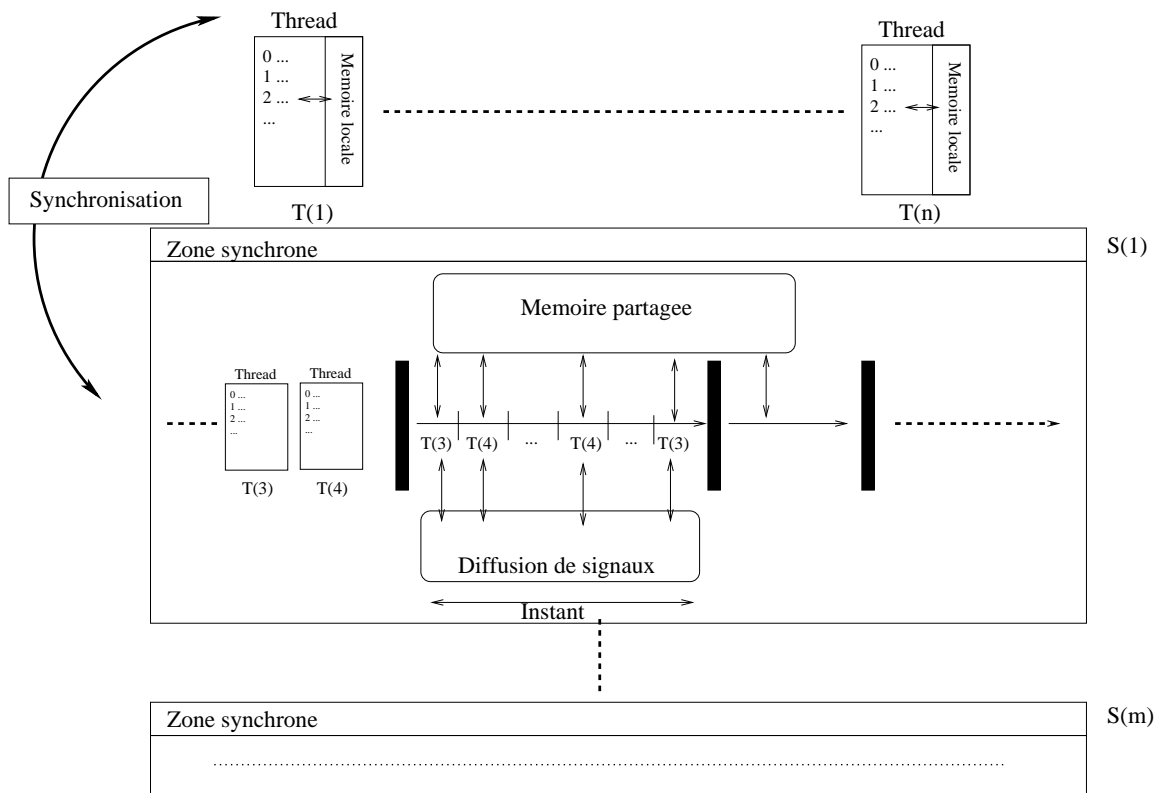 Thread
0 ...
1 ...
2 ...
...
Memoire locale
T(1)
Thread
0 ...
1 ...
2 ...
...
Memoire locale
T(n)
Synchronisation
Zone synchrone
S(1)
Memoire partagee
Thread
0 ...
1 ...
2 ...
...
T(3)
Thread
0 ...
1 ...
2 ...
...
T(4)
T(3) T(4) ... T(4) ... T(3)
Diffusion de signaux
Instant
Zone synchrone
S(m)